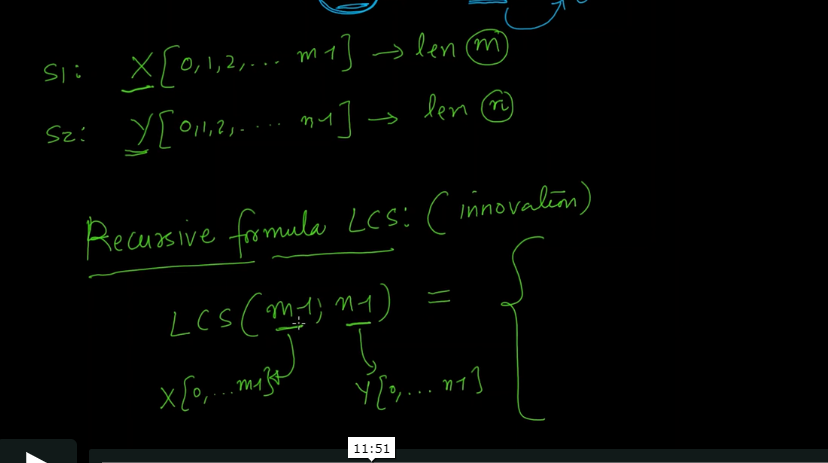 S1: X[0,1,2,... m-1] → len m
S2: Y[0,1,2,.... n-1] → len n
Recursive formula LCS: (innovation)
LCS(m-1, n-1) = {
X[0,...m-1] Y[0,... n-1]
11:51